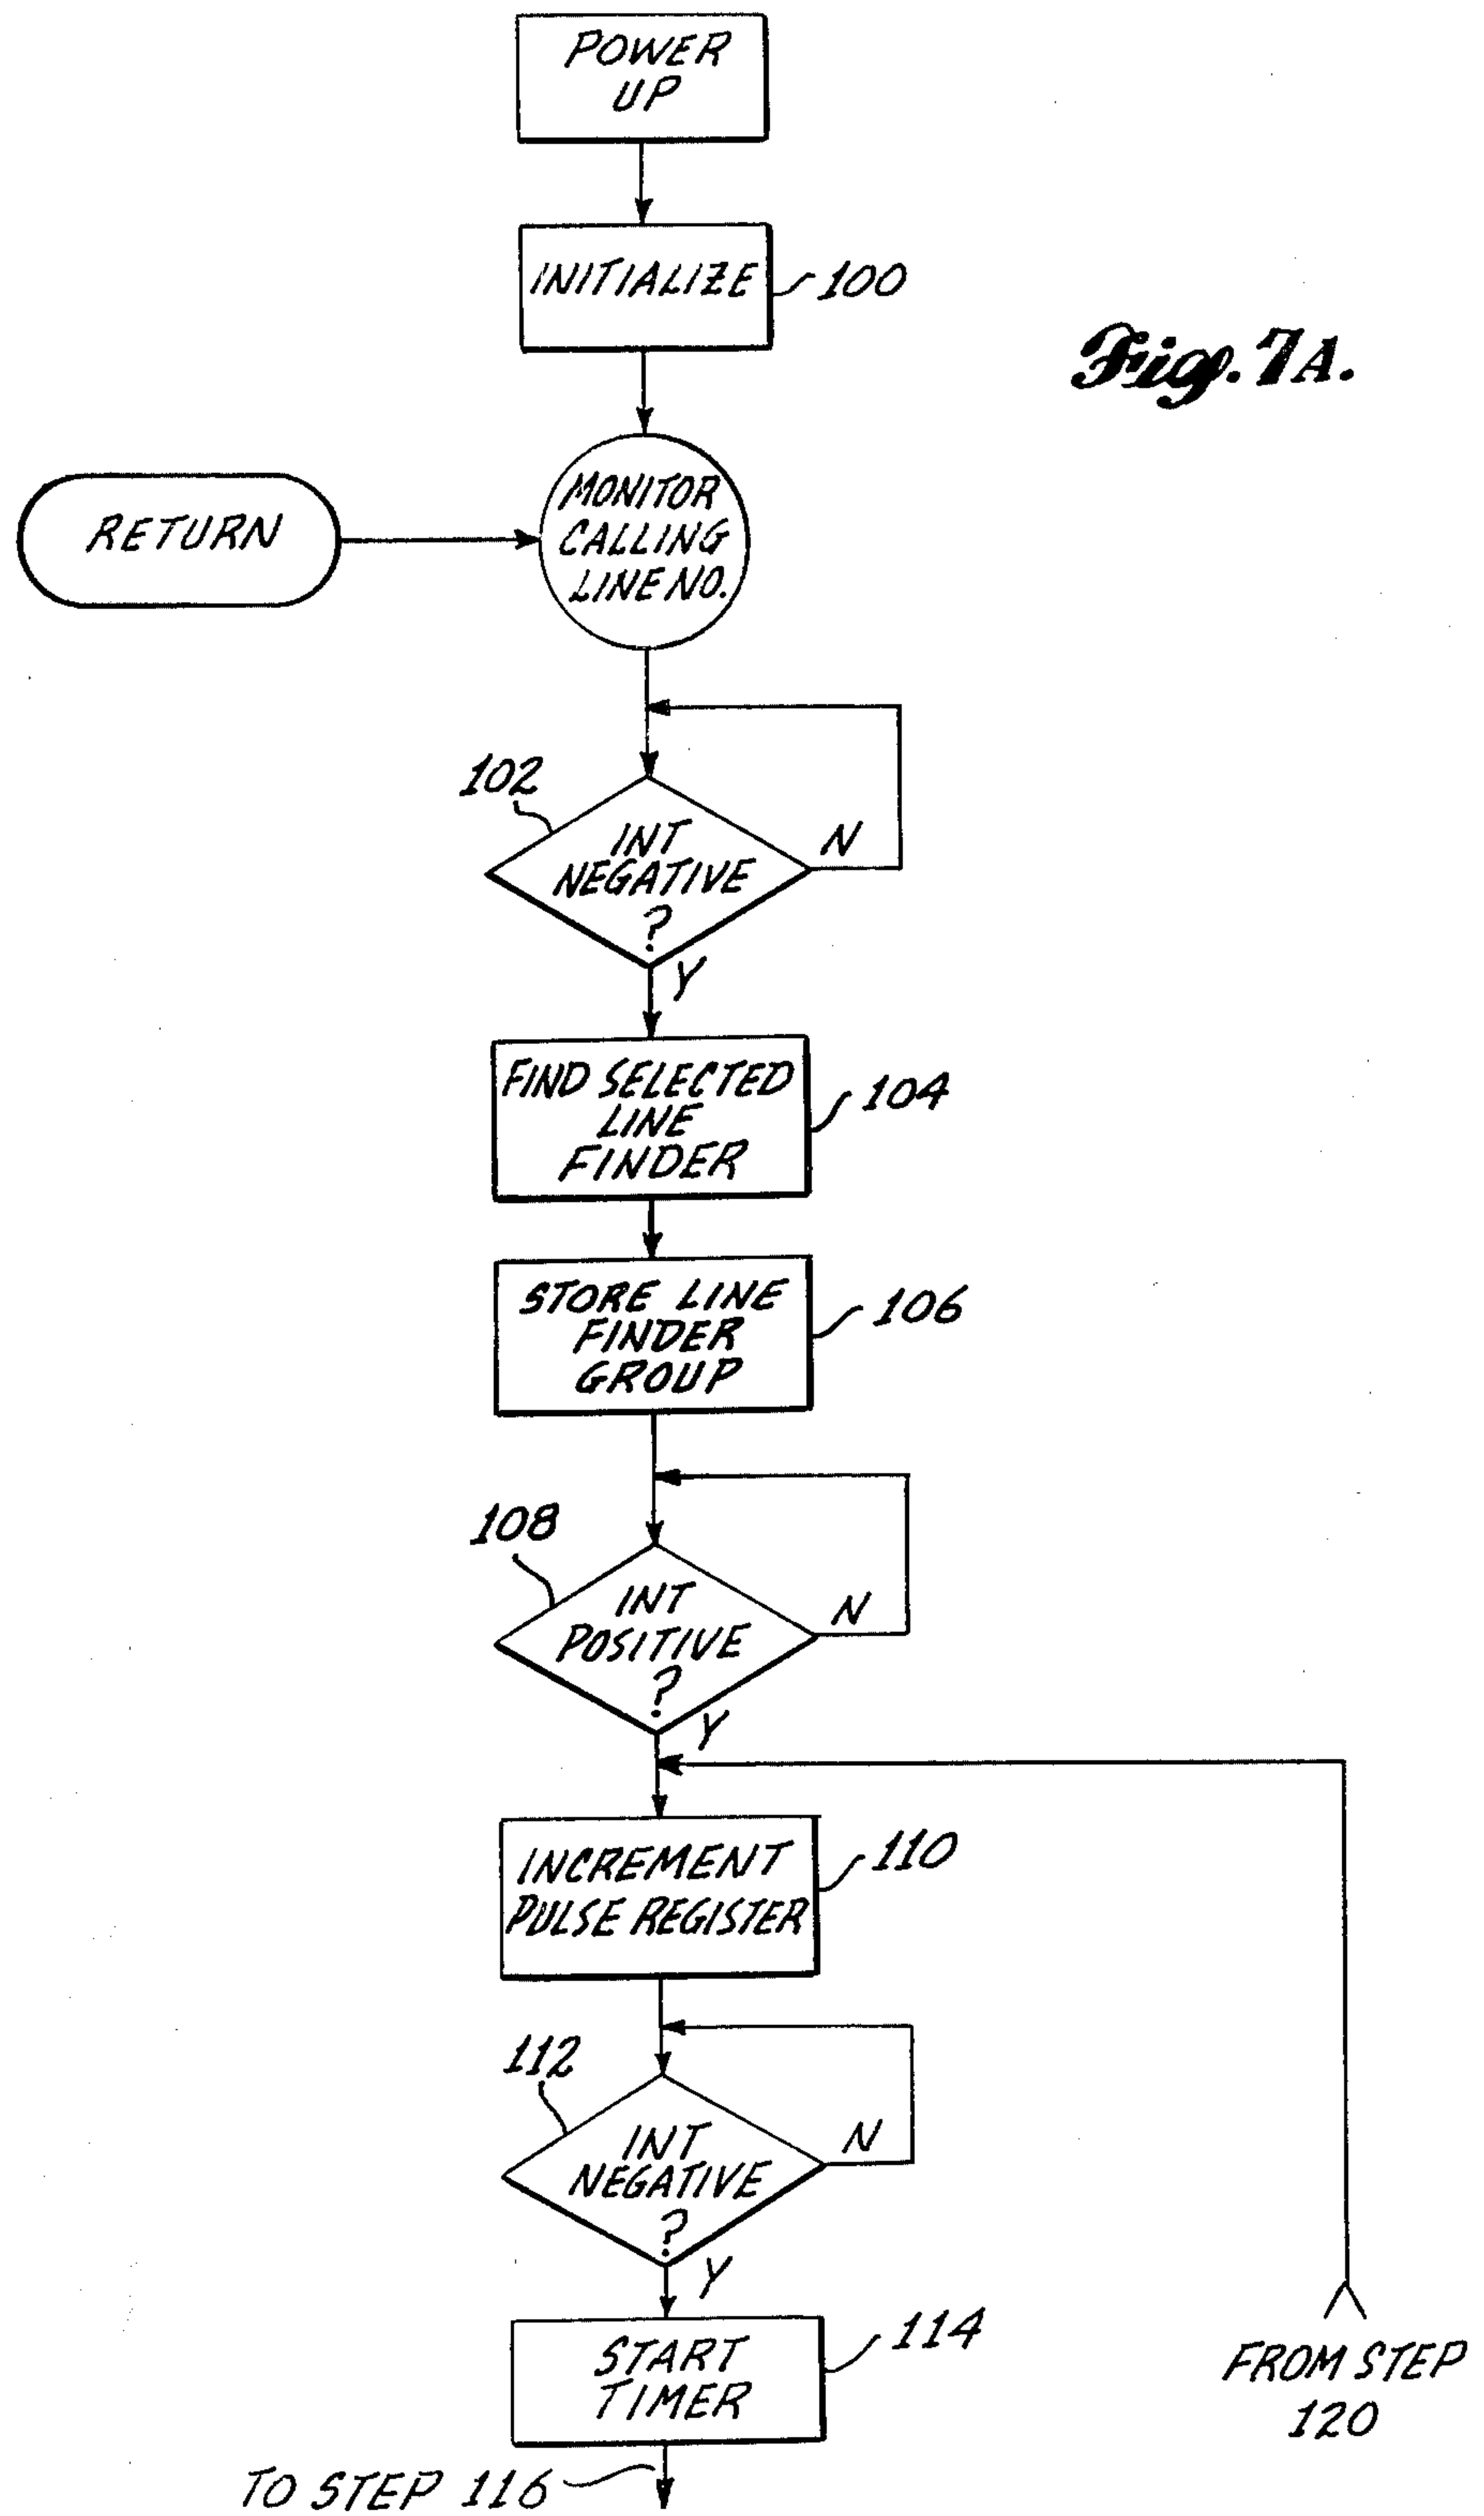 POWER
UP
INITIALIZE
100
Fig. 7A.
RETURN
MONITOR
CALLING
LINE NO.
102
INT
NEGATIVE
?
N
Y
FIND SELECTED
LINE
FINDER
104
STORE LINE
FINDER
GROUP
106
108
INT
POSITIVE
?
N
Y
INCREMENT
PULSE REGISTER
110
112
INT
NEGATIVE
?
N
Y
START
TIMER
114
FROM STEP
120
TO STEP 116